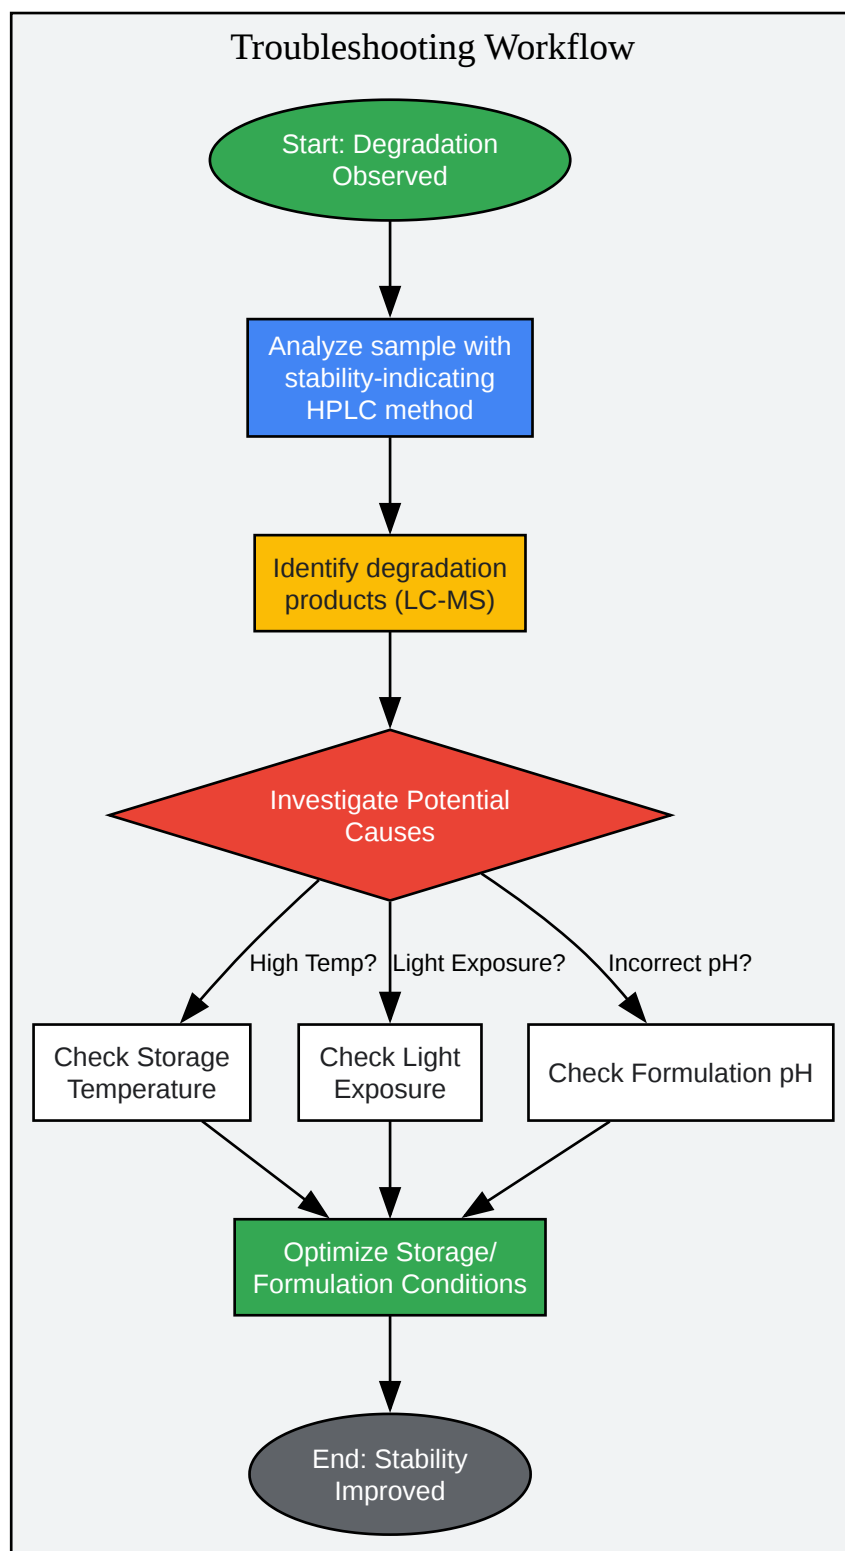 Troubleshooting Workflow
Start: Degradation
Observed
Analyze sample with
stability-indicating
HPLC method
Identify degradation
products (LC-MS)
Investigate Potential
Causes
High Temp?
Light Exposure?
Incorrect pH?
Check Storage
Temperature
Check Light
Exposure
Check Formulation pH
Optimize Storage/
Formulation Conditions
End: Stability
Improved